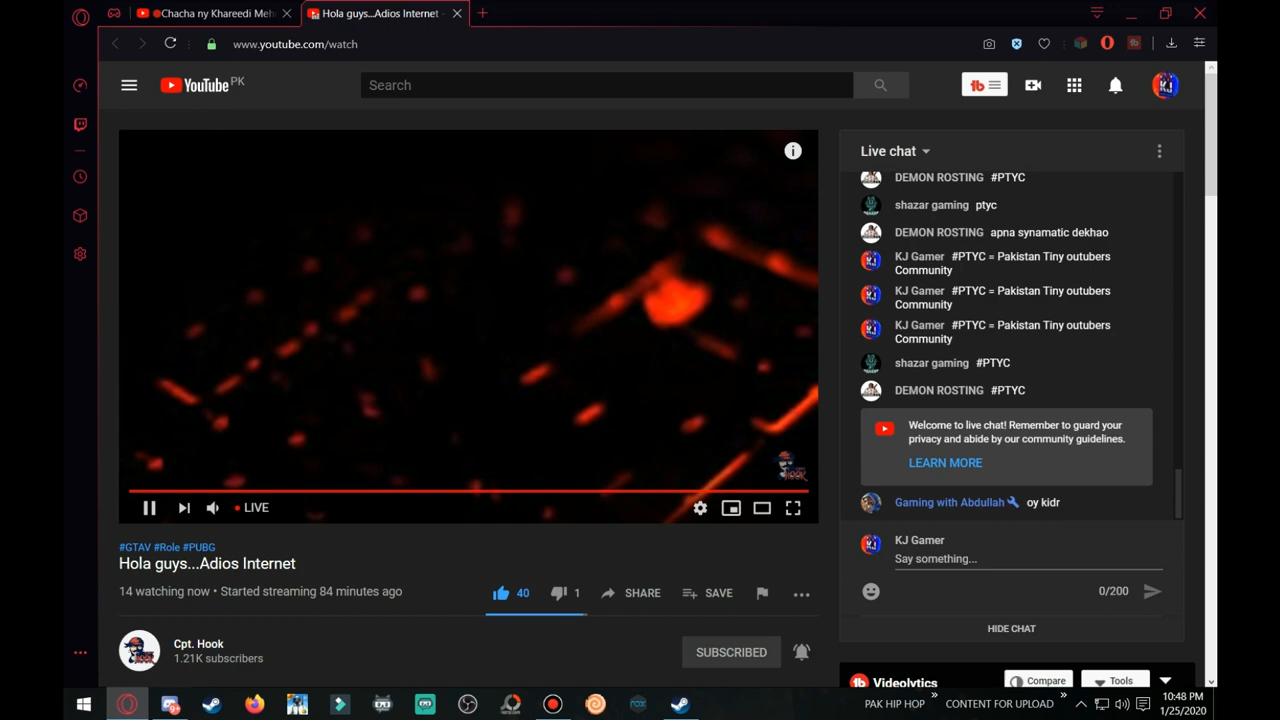 Chacha ny Khareedi Meh
Hola guys...Adios Internet -
www.youtube.com/watch
YouTube PK
Search
Live chat
DEMON ROSTING #PTYC
shazar gaming ptyc
DEMON ROSTING apna synamatic dekhao
KJ Gamer #PTYC = Pakistan Tiny outubers
Community
KJ Gamer #PTYC = Pakistan Tiny outubers
Community
KJ Gamer #PTYC = Pakistan Tiny outubers
Community
shazar gaming #PTYC
DEMON ROSTING #PTYC
Welcome to live chat! Remember to guard your
privacy and abide by our community guidelines.
LEARN MORE
Gaming with Abdullah oy kidr
KJ Gamer
Say something...
0/200
HIDE CHAT
HOOK
LIVE
#GTAV #Role #PUBG
Hola guys...Adios Internet
14 watching now • Started streaming 84 minutes ago
40 1 SHARE SAVE
Cpt. Hook
1.21K subscribers
SUBSCRIBED
Videolytics Compare Tools
PAK HIP HOP CONTENT FOR UPLOAD
10:48 PM
1/25/2020